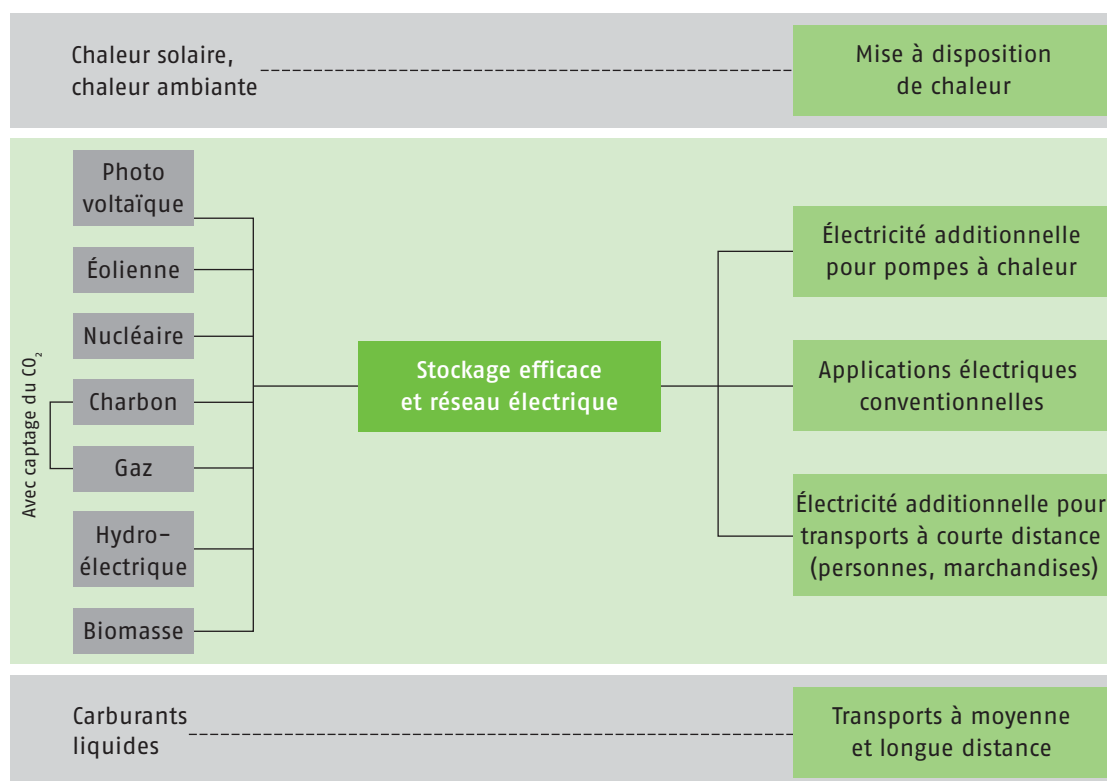 Chaleur solaire,
chaleur ambiante
Mise à disposition
de chaleur
Photo
voltaïque
Éolienne
Nucléaire
Charbon
Gaz
Hydro-
électrique
Biomasse
Avec captage du CO₂
Stockage efficace
et réseau électrique
Électricité additionnelle
pour pompes à chaleur
Applications électriques
conventionnelles
Électricité additionnelle pour
transports à courte distance
(personnes, marchandises)
Carburants
liquides
Transports à moyenne
et longue distance